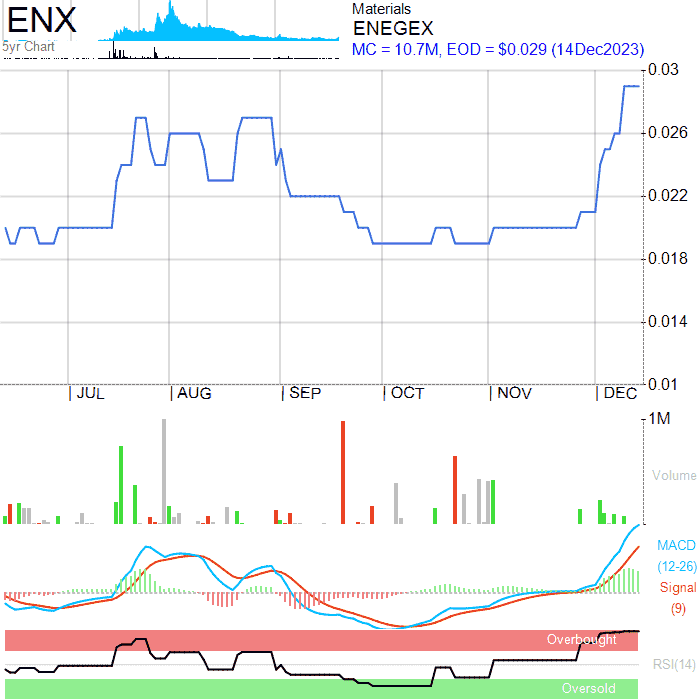 ENX
5yr Chart
Materials
ENEGEX
MC = 10.7M, EOD = $0.029 (14Dec2023)
0.03
0.026
0.022
0.018
0.014
0.01
JUL AUG SEP OCT NOV DEC
1M
Volume
MACD
(12-26)
Signal
(9)
Overbought
RSI(14)
Oversold